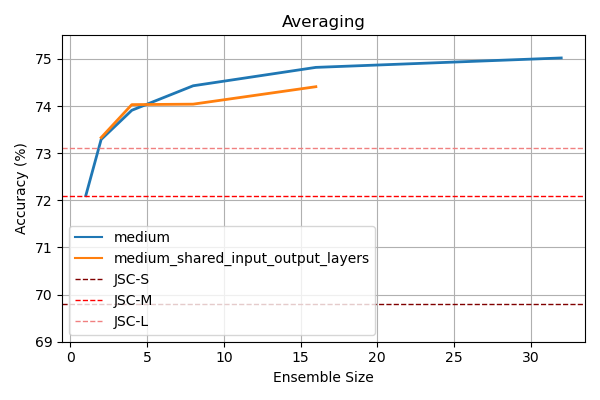 Averaging
Accuracy (%)
75
74
73
72
71
70
69
medium
medium_shared_input_output_layers
JSC-S
JSC-M
JSC-L
0 5 10 15 20 25 30
Ensemble Size